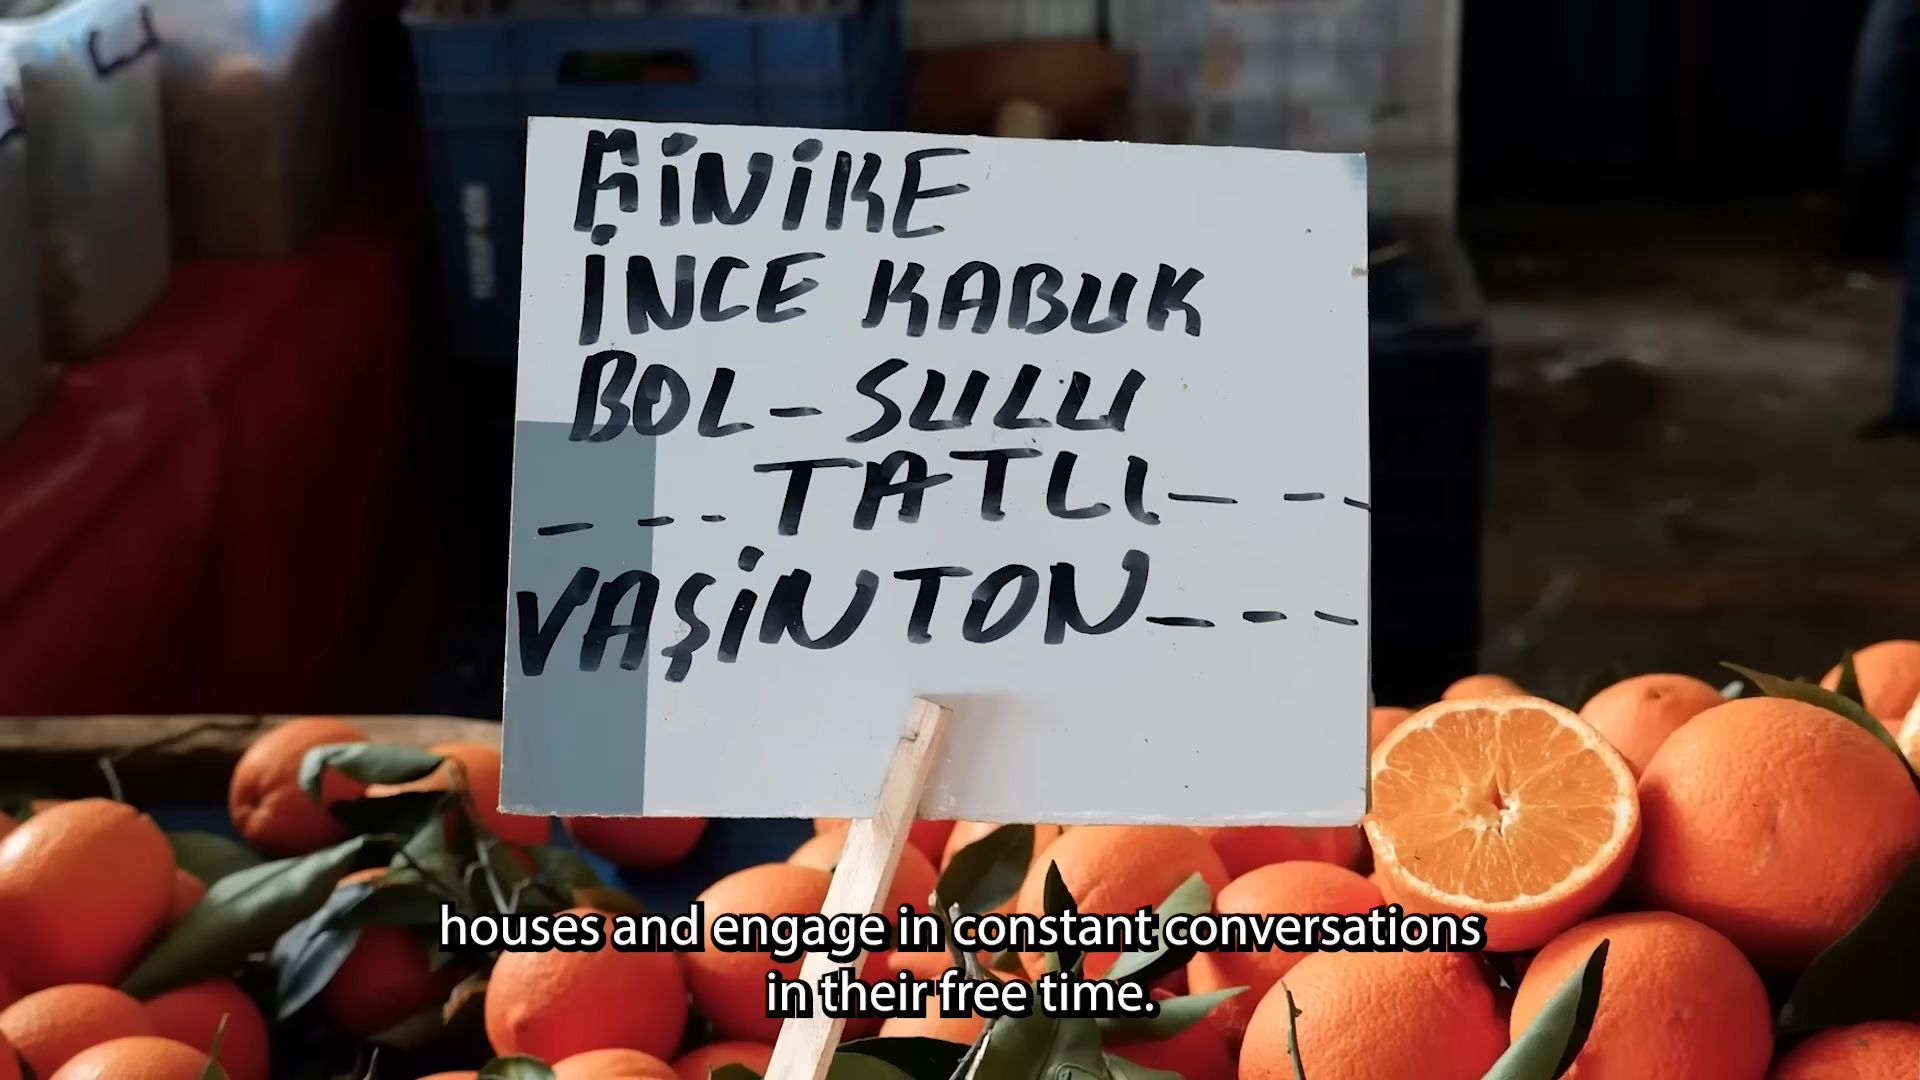 FİNİKE
İNCE KABUK
BOL-SULU
---TATLI---
VAŞİNTON---
houses and engage in constant conversations
in their free time.